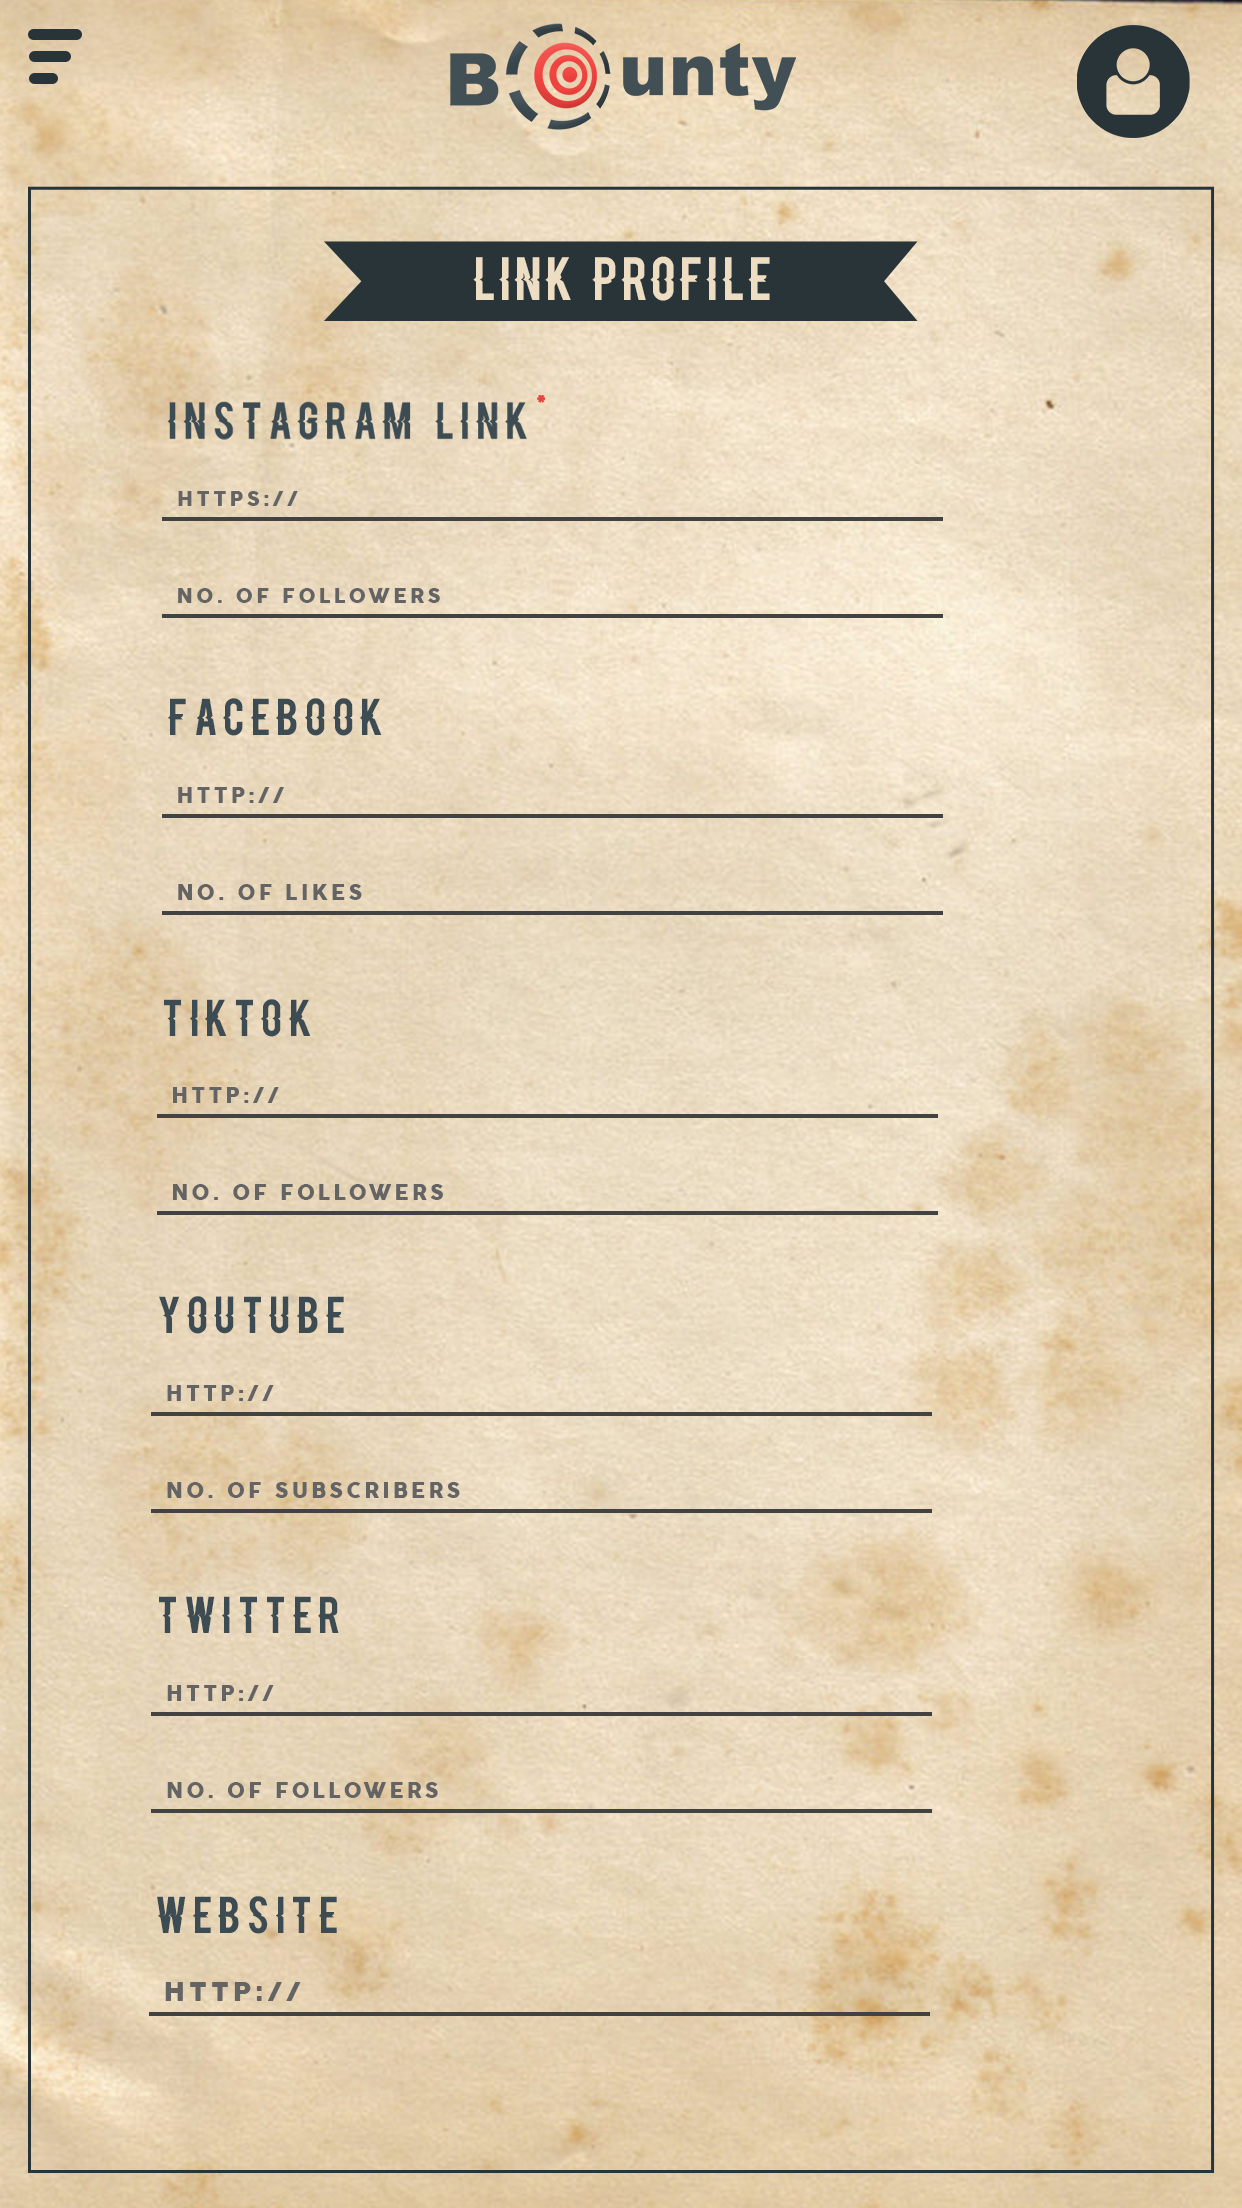 Bounty
LINK PROFILE
INSTAGRAM LINK*
HTTPS://
NO. OF FOLLOWERS
FACEBOOK
HTTP://
NO. OF LIKES
TIKTOK
HTTP://
NO. OF FOLLOWERS
YOUTUBE
HTTP://
NO. OF SUBSCRIBERS
TWITTER
HTTP://
NO. OF FOLLOWERS
WEBSITE
HTTP://